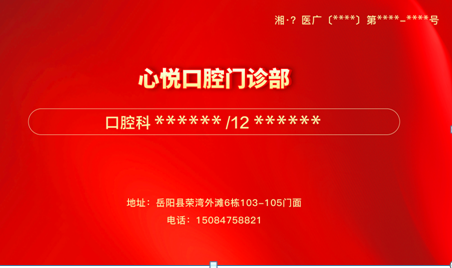 湘·？医广〔****〕第****-****号
心悦口腔门诊部
口腔科 ****** /12 ******
地址：岳阳县荣湾外滩6栋103-105门面
电话：15084758821